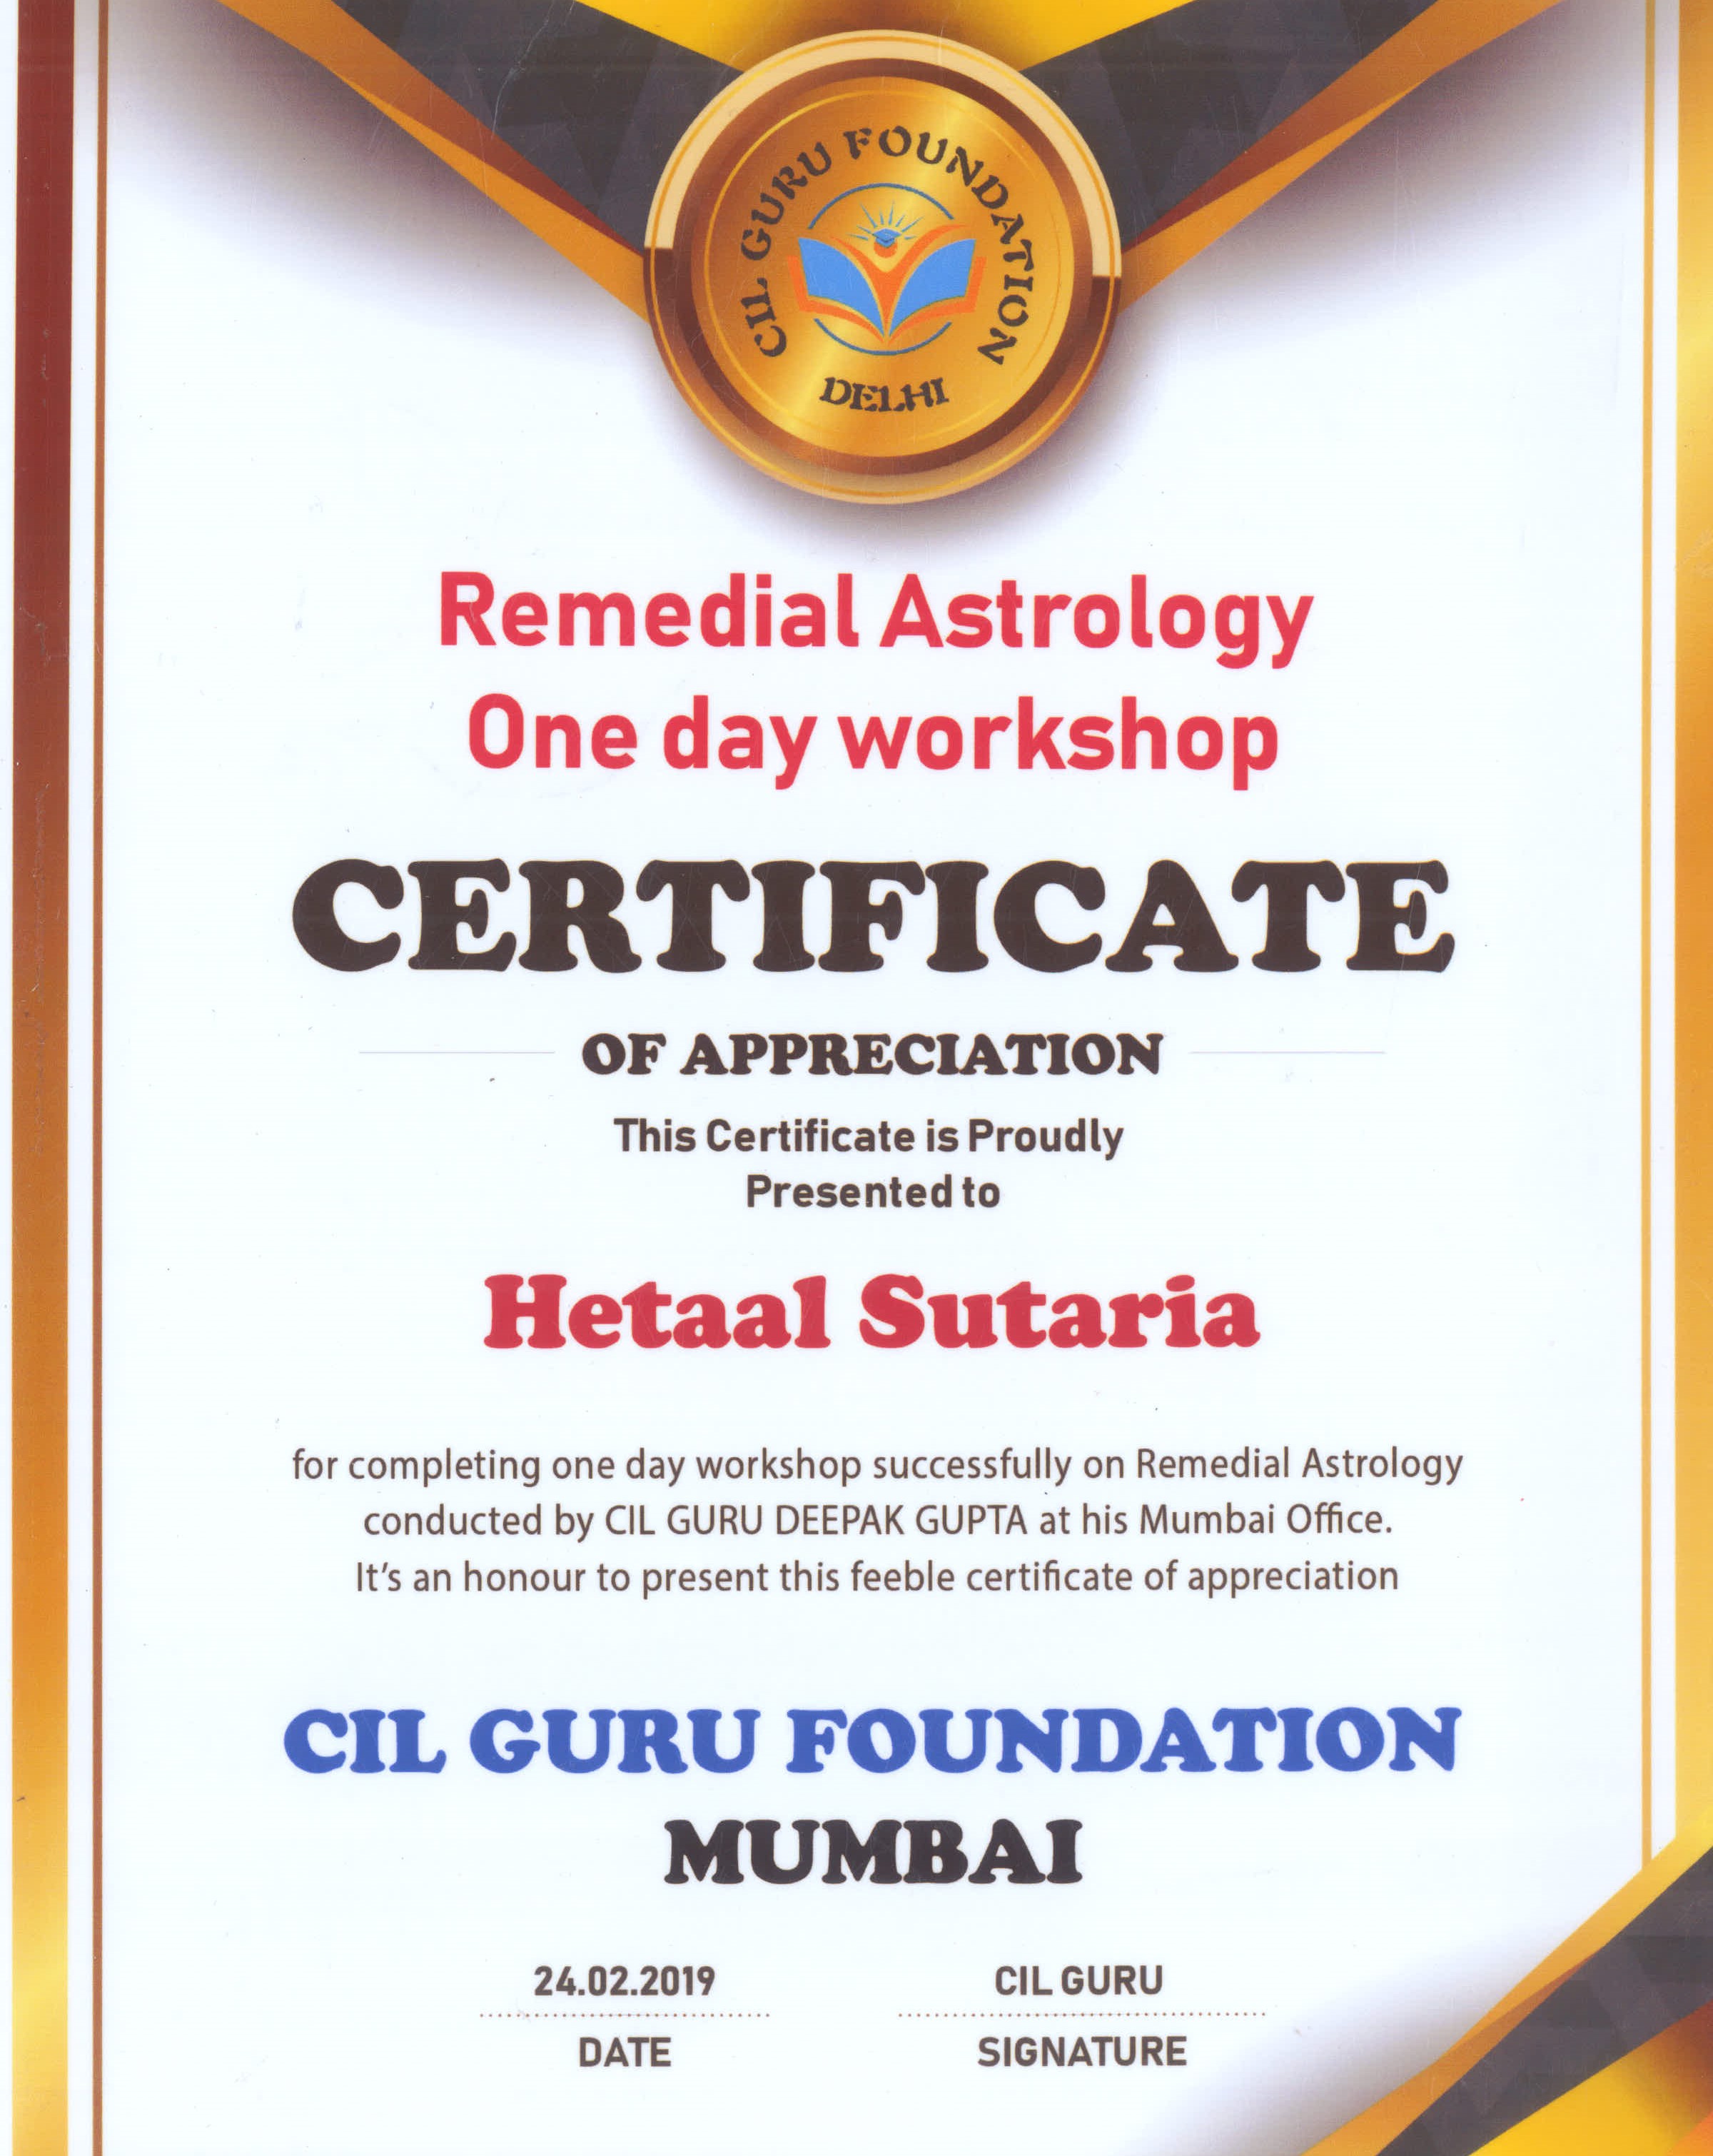 CIL GURU FOUNDATION
DELHI
Remedial Astrology
One day workshop
CERTIFICATE
OF APPRECIATION
This Certificate is Proudly
Presented to
Hetaal Sutaria
for completing one day workshop successfully on Remedial Astrology
conducted by CIL GURU DEEPAK GUPTA at his Mumbai Office.
It's an honour to present this feeble certificate of appreciation
CIL GURU FOUNDATION
MUMBAI
24.02.2019 CIL GURU
DATE SIGNATURE